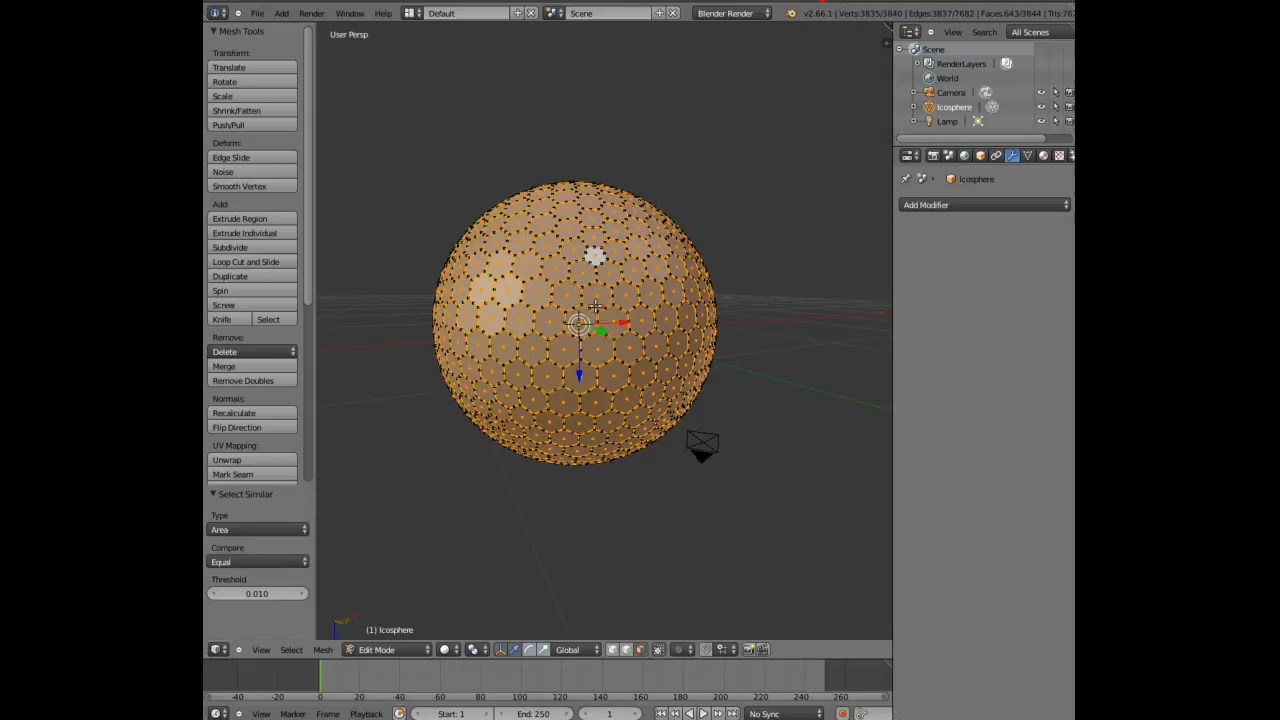 File Add Render Window Help Default Scene Blender Render v2.66.1 | Verts:3835/3840 | Edges:3837/7682 | Faces:643/3844 | Tris:767
Mesh Tools
Transform:
Translate
Rotate
Scale
Shrink/Fatten
Push/Pull
Deform:
Edge Slide
Noise
Smooth Vertex
Add:
Extrude Region
Extrude Individual
Subdivide
Loop Cut and Slide
Duplicate
Spin
Screw
Knife Select
Remove:
Delete
Merge
Remove Doubles
Normals:
Recalculate
Flip Direction
UV Mapping:
Unwrap
Mark Seam
Select Similar
Type
Area
Compare
Equal
Threshold
0.010
User Persp
(1) Icosphere
View Search All Scenes
Scene
RenderLayers |
World
Camera |
Icosphere |
Lamp |
Icosphere
Add Modifier
View Select Mesh Edit Mode Global
-40 -20 0 20 40 60 80 100 120 140 160 180 200 220 240 260
View Marker Frame Playback Start: 1 End: 250 1 No Sync